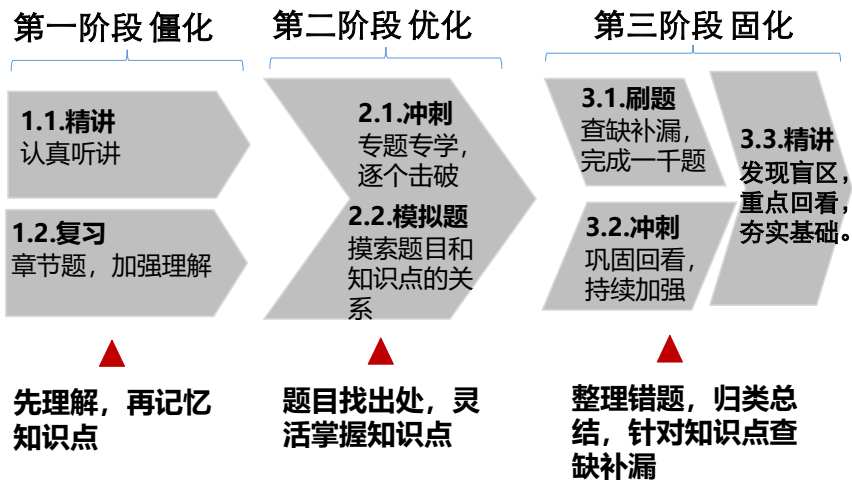 第一阶段 僵化
第二阶段 优化
第三阶段 固化
1.1.精讲
认真听讲
1.2.复习
章节题，加强理解
2.1.冲刺
专题专学，
逐个击破
2.2.模拟题
摸索题目和
知识点的关
系
3.1.刷题
查缺补漏，
完成一千题
3.2.冲刺
巩固回看，
持续加强
3.3.精讲
发现盲区，
重点回看，
夯实基础。
先理解，再记忆
知识点
题目找出处，灵
活掌握知识点
整理错题，归类总
结，针对知识点查
缺补漏